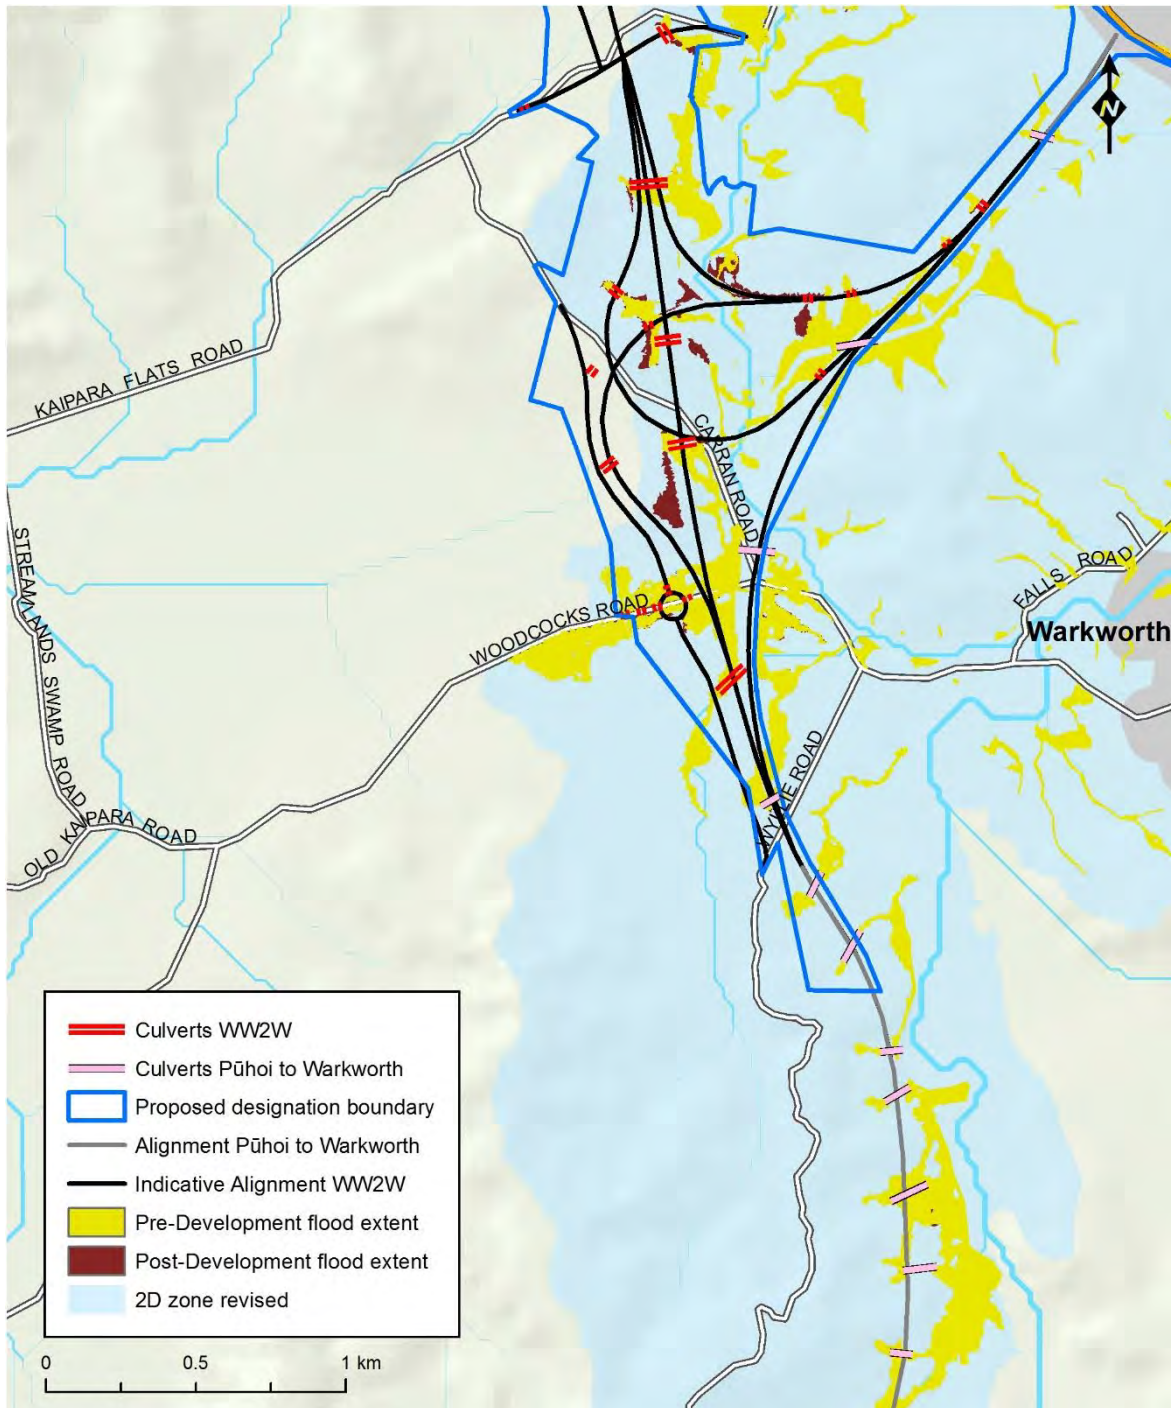 N
KAIPARA FLATS ROAD
CARRAN ROAD
STREAMLANDS SWAMP ROAD
FALLS ROAD
WOODCOCKS ROAD
Warkworth
WYLLIE ROAD
OLD KAIPARA ROAD
Culverts WW2W
Culverts Pūhoi to Warkworth
Proposed designation boundary
Alignment Pūhoi to Warkworth
Indicative Alignment WW2W
Pre-Development flood extent
Post-Development flood extent
2D zone revised
0 0.5 1 km